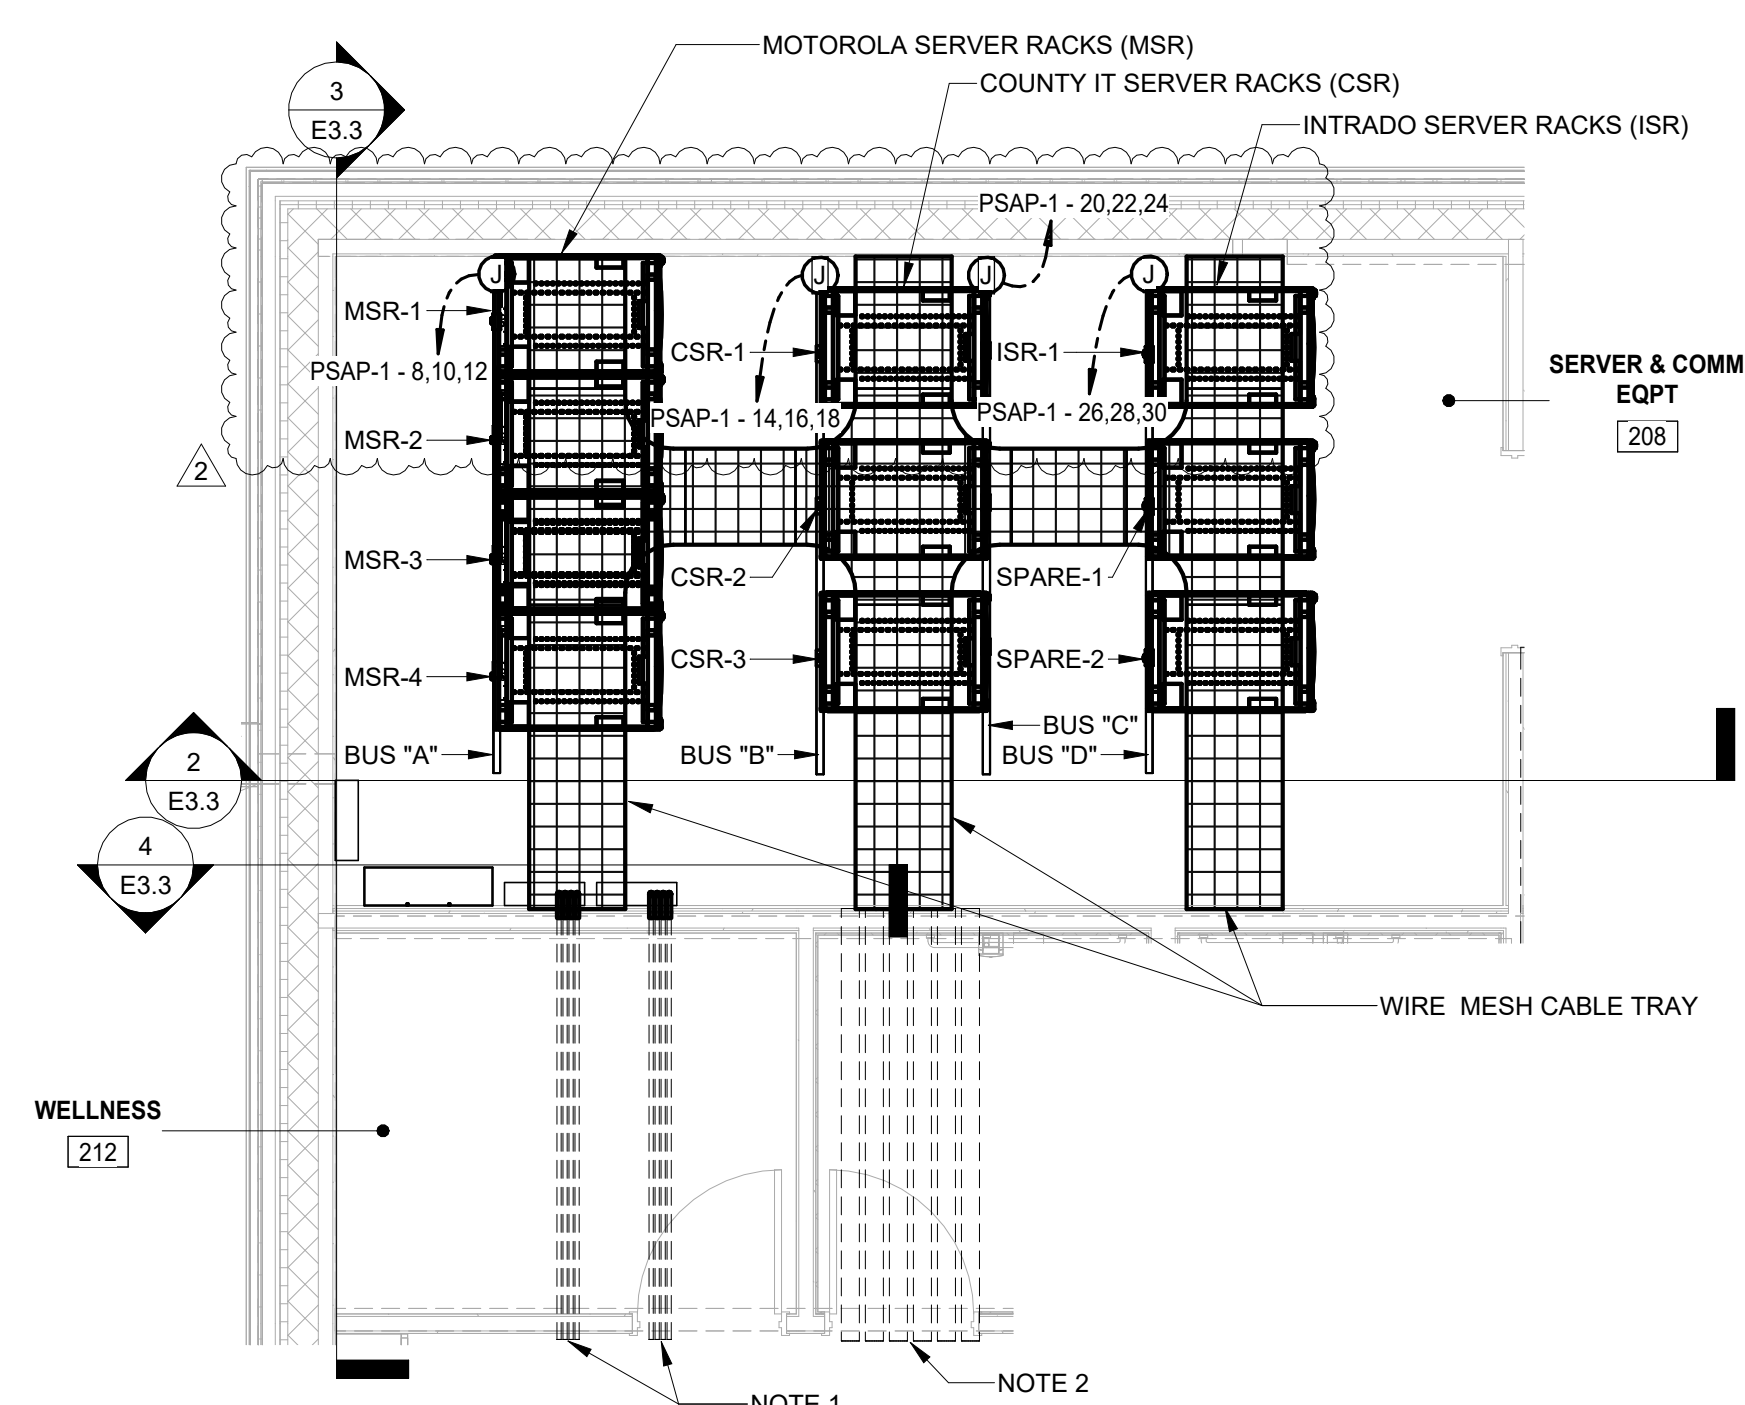 MOTOROLA SERVER RACKS (MSR)
COUNTY IT SERVER RACKS (CSR)
INTRADO SERVER RACKS (ISR)
3
E3.3
PSAP-1 - 20,22,24
J
J
J
J
MSR-1
PSAP-1 - 8,10,12
CSR-1
ISR-1
PSAP-1 - 14,16,18
PSAP-1 - 26,28,30
SERVER & COMM
EQPT
208
MSR-2
2
MSR-3
CSR-2
SPARE-1
MSR-4
CSR-3
SPARE-2
BUS "A"
BUS "B"
BUS "C"
BUS "D"
2
E3.3
4
E3.3
WIRE MESH CABLE TRAY
WELLNESS
212
NOTE 1
NOTE 2